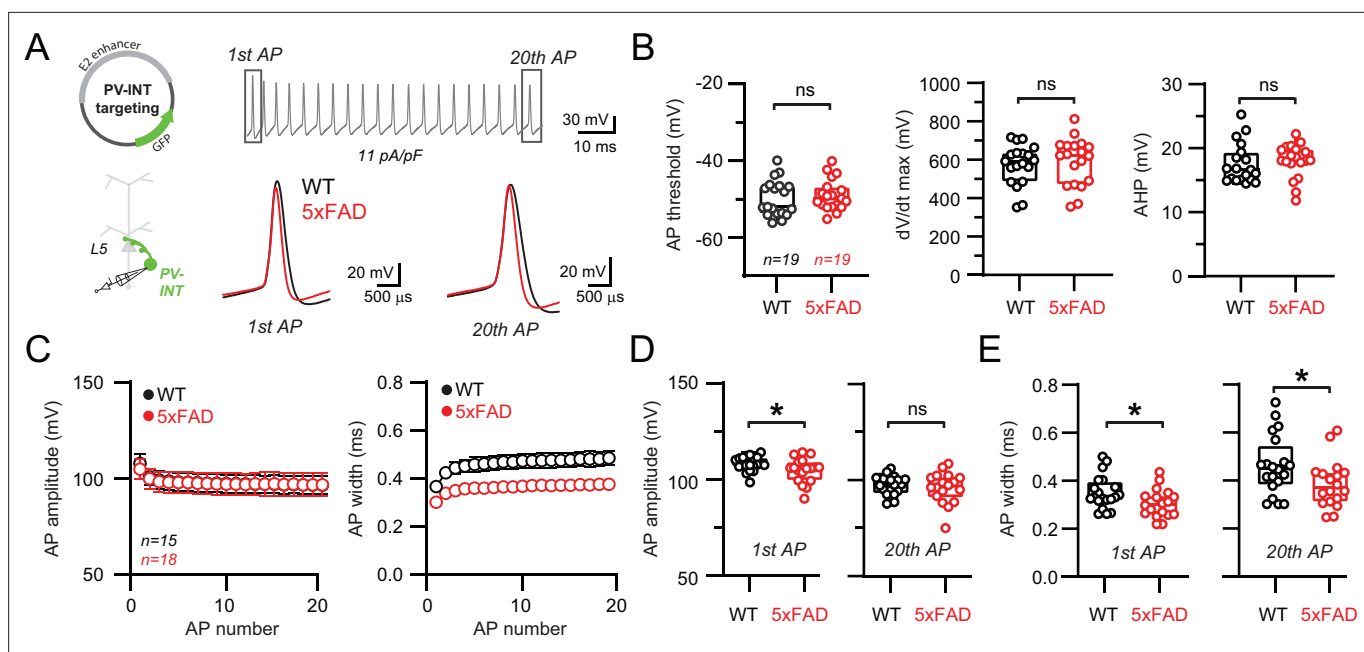 A
E2 enhancer
PV-INT
targeting
GFP
1st AP
20th AP
30 mV
10 ms
11 pA/pF
L5
PV-
INT
WT
5xFAD
20 mV
500 µs
1st AP
20 mV
500 µs
20th AP
B
AP threshold (mV)
-20
-40
-60
ns
n=19
n=19
WT
5xFAD
dV/dt max (mV)
1000
800
600
400
200
0
ns
WT
5xFAD
AHP (mV)
30
20
10
0
ns
WT
5xFAD
C
AP amplitude (mV)
150
100
50
WT
5xFAD
n=15
n=18
0
10
20
AP number
AP width (ms)
0.8
0.6
0.4
0.2
0.0
WT
5xFAD
0
10
20
AP number
D
AP amplitude (mV)
150
100
50
*
1st AP
WT
5xFAD
ns
20th AP
WT
5xFAD
E
AP width (ms)
0.8
0.6
0.4
0.2
0.0
*
1st AP
WT
5xFAD
*
20th AP
WT
5xFAD